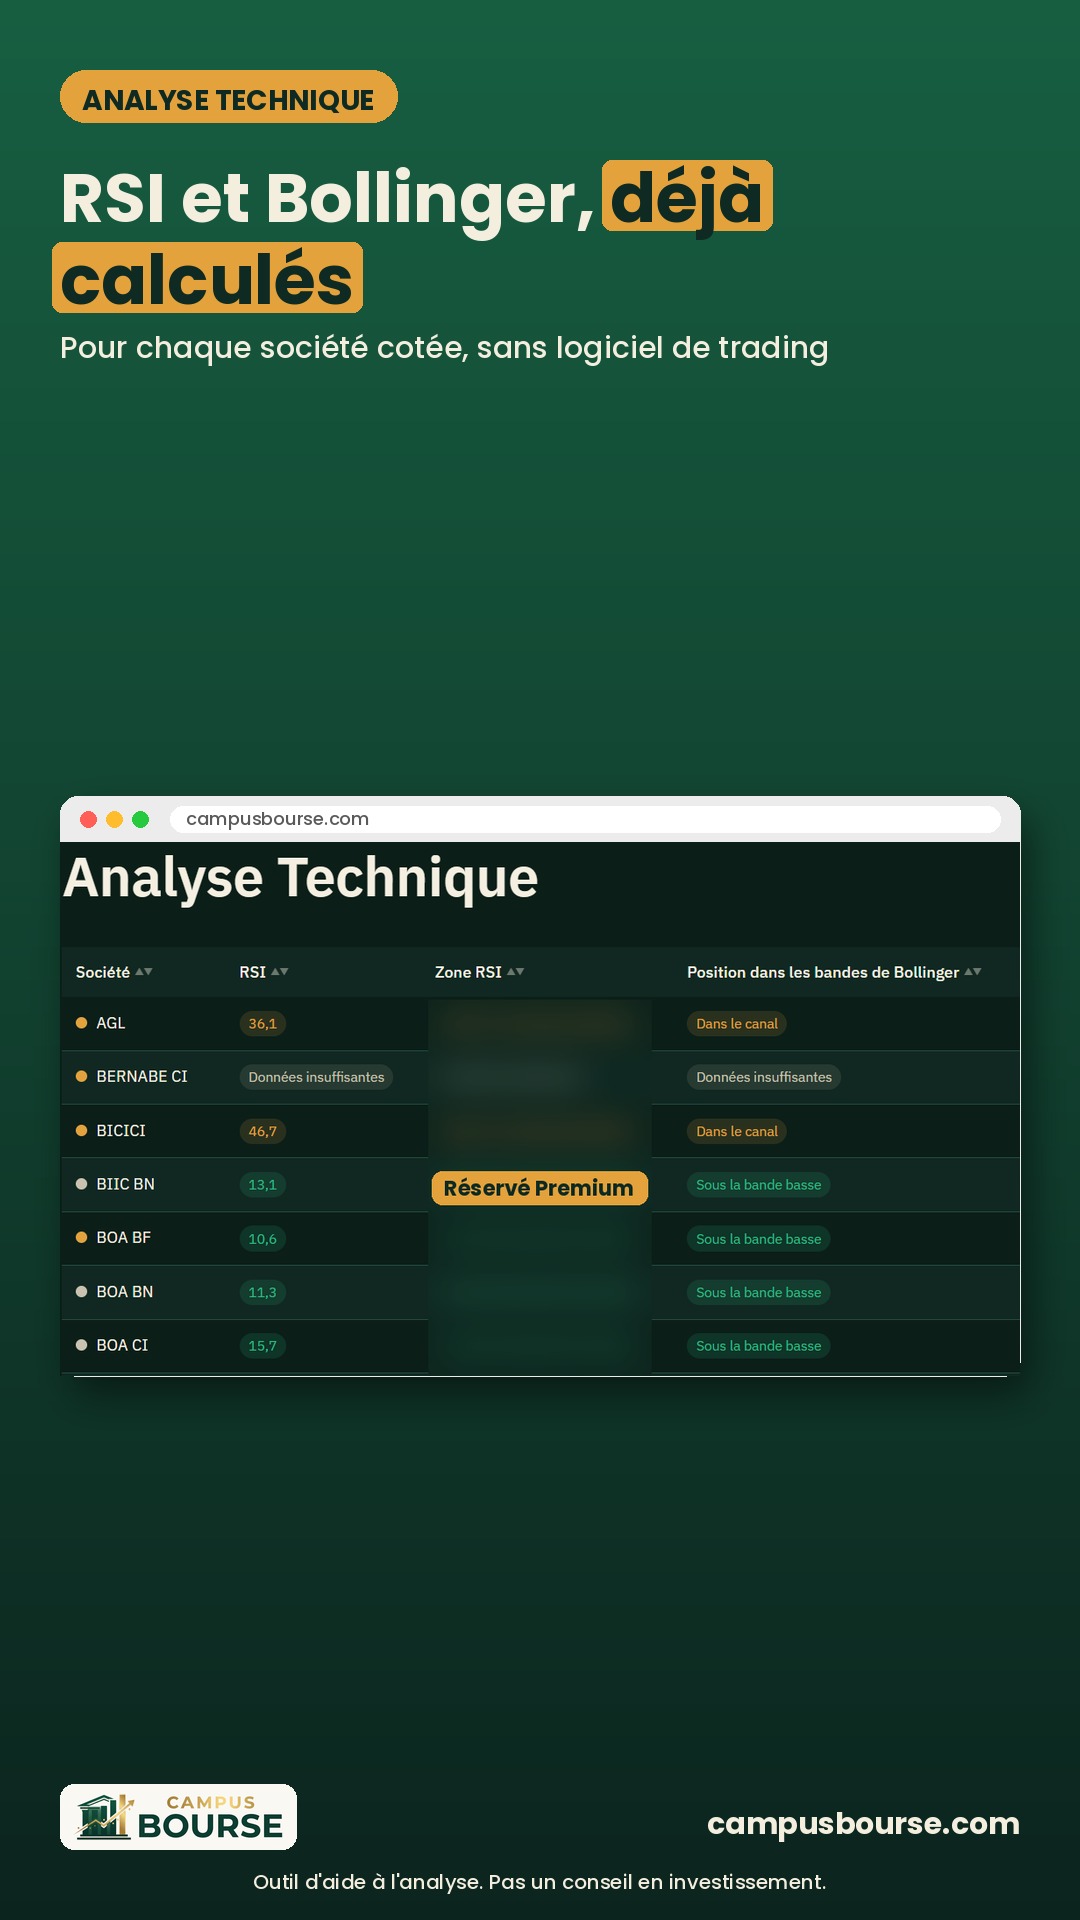 ANALYSE TECHNIQUE
RSI et Bollinger, déjà
calculés
Pour chaque société cotée, sans logiciel de trading
campusbourse.com
Analyse Technique
Société RSI Zone RSI Position dans les bandes de Bollinger
AGL 36,1 Dans le canal
BERNABE CI Données insuffisantes Données insuffisantes
BICICI 46,7 Dans le canal
BIIC BN 13,1 Réservé Premium Sous la bande basse
BOA BF 10,6 Sous la bande basse
BOA BN 11,3 Sous la bande basse
BOA CI 15,7 Sous la bande basse
CAMPUS
BOURSE
campusbourse.com
Outil d'aide à l'analyse. Pas un conseil en investissement.